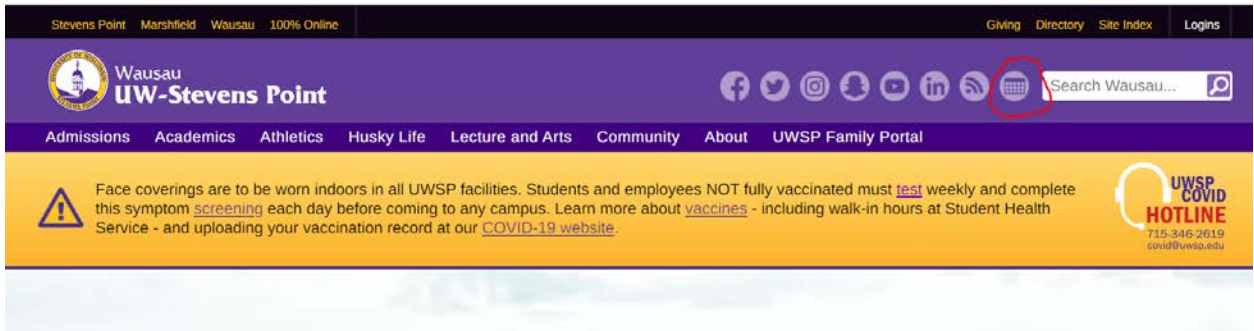 Stevens Point Marshfield Wausau 100% Online Giving Directory Site Index Logins
Wausau
UW-Stevens Point
Search Wausau...
Admissions Academics Athletics Husky Life Lecture and Arts Community About UWSP Family Portal
Face coverings are to be worn indoors in all UWSP facilities. Students and employees NOT fully vaccinated must test weekly and complete
this symptom screening each day before coming to any campus. Learn more about vaccines - including walk-in hours at Student Health
Service - and uploading your vaccination record at our COVID-19 website.
UWSP
COVID
HOTLINE
715-346-2619
covid@uwsp.edu